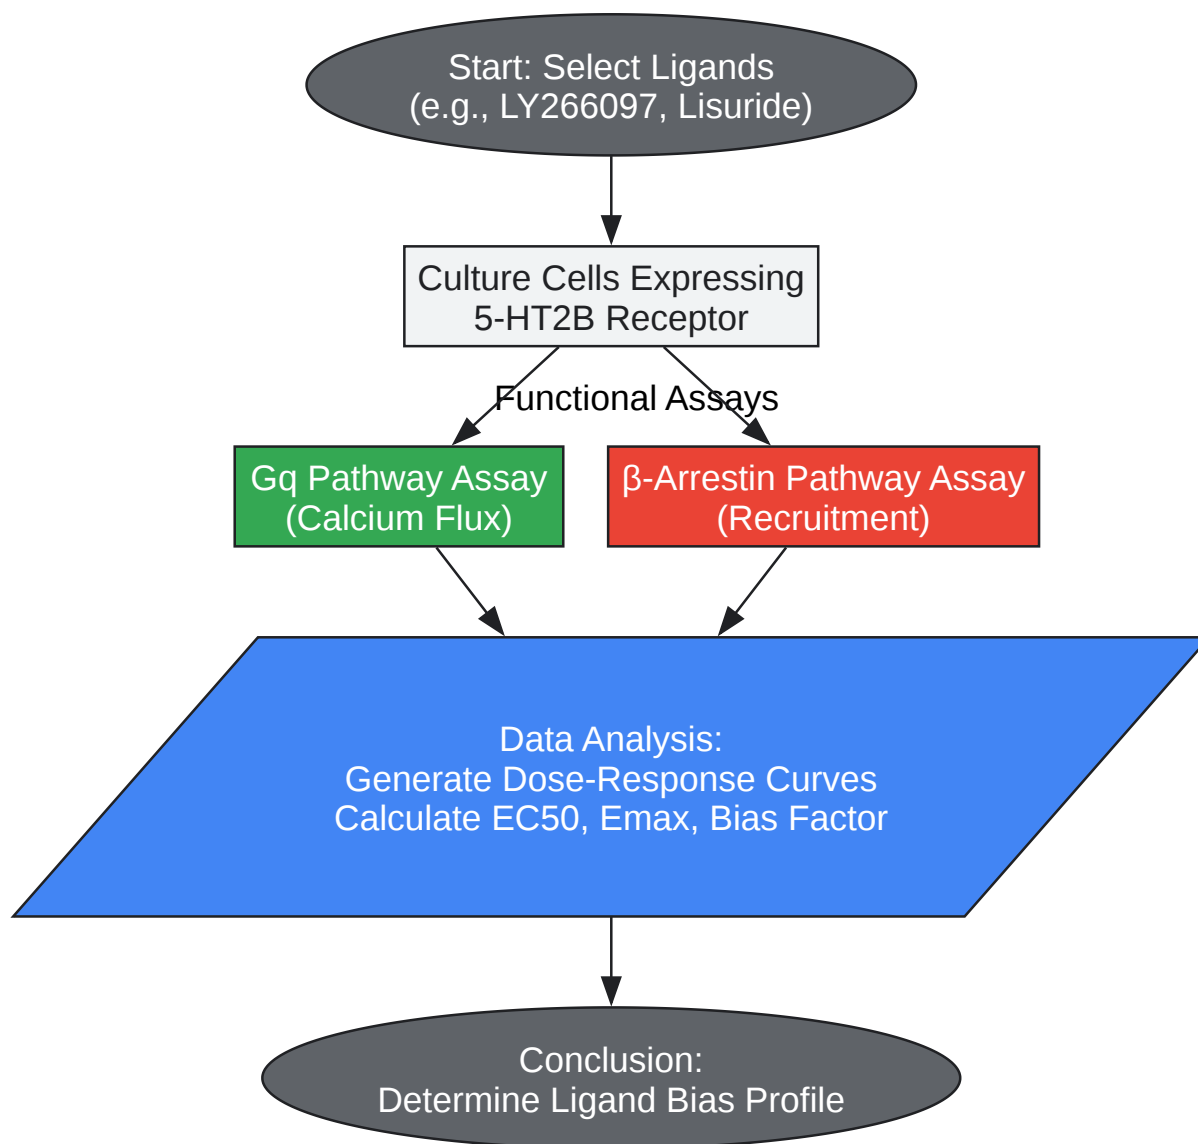 Start: Select Ligands
(e.g., LY266097, Lisuride)
Culture Cells Expressing
5-HT2B Receptor
Functional Assays
Gq Pathway Assay
(Calcium Flux)
β-Arrestin Pathway Assay
(Recruitment)
Data Analysis:
Generate Dose-Response Curves
Calculate EC50, Emax, Bias Factor
Conclusion:
Determine Ligand Bias Profile